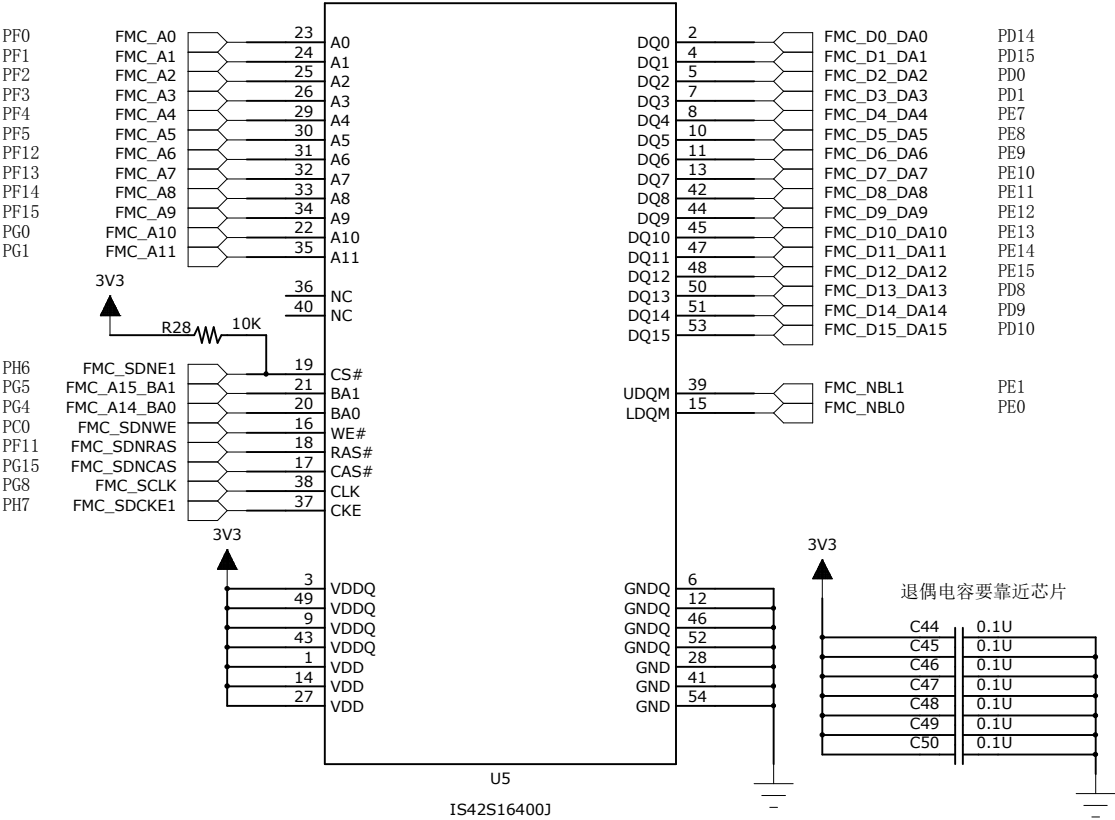 PF0 FMC_A0 23 A0 DQ0 2 FMC_D0_DA0 PD14
PF1 FMC_A1 24 A1 DQ1 4 FMC_D1_DA1 PD15
PF2 FMC_A2 25 A2 DQ2 5 FMC_D2_DA2 PD0
PF3 FMC_A3 26 A3 DQ3 7 FMC_D3_DA3 PD1
PF4 FMC_A4 29 A4 DQ4 8 FMC_D4_DA4 PE7
PF5 FMC_A5 30 A5 DQ5 10 FMC_D5_DA5 PE8
PF12 FMC_A6 31 A6 DQ6 11 FMC_D6_DA6 PE9
PF13 FMC_A7 32 A7 DQ7 13 FMC_D7_DA7 PE10
PF14 FMC_A8 33 A8 DQ8 42 FMC_D8_DA8 PE11
PF15 FMC_A9 34 A9 DQ9 44 FMC_D9_DA9 PE12
PG0 FMC_A10 22 A10 DQ10 45 FMC_D10_DA10 PE13
PG1 FMC_A11 35 A11 DQ11 47 FMC_D11_DA11 PE14
DQ12 48 FMC_D12_DA12 PE15
3V3
36 NC DQ13 50 FMC_D13_DA13 PD8
40 NC DQ14 51 FMC_D14_DA14 PD9
R28 10K DQ15 53 FMC_D15_DA15 PD10
PH6 FMC_SDNE1 19 CS#
PG5 FMC_A15_BA1 21 BA1 UDQM 39 FMC_NBL1 PE1
PG4 FMC_A14_BA0 20 BA0 LDQM 15 FMC_NBL0 PE0
PC0 FMC_SDNWE 16 WE#
PF11 FMC_SDNRAS 18 RAS#
PG15 FMC_SDNCAS 17 CAS#
PG8 FMC_SCLK 38 CLK
PH7 FMC_SDCKE1 37 CKE
3V3 3V3
3 VDDQ GNDQ 6
退偶电容要靠近芯片
49 VDDQ GNDQ 12
9 VDDQ GNDQ 46 C44 0.1U
43 VDDQ GNDQ 52 C45 0.1U
1 VDD GND 28 C46 0.1U
14 VDD GND 41 C47 0.1U
27 VDD GND 54 C48 0.1U
C49 0.1U
C50 0.1U
U5
IS42S16400J